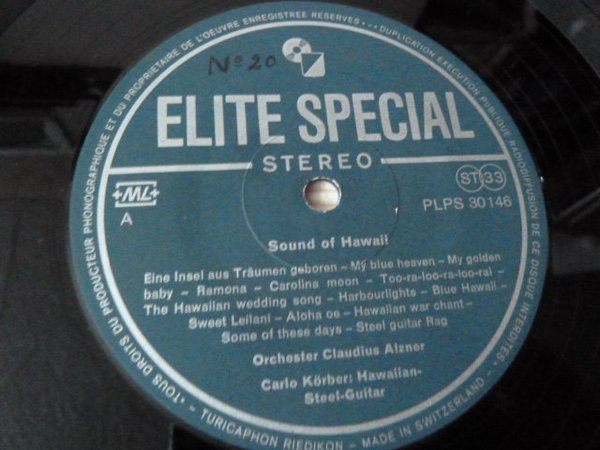 TOUS DROITS DU PRODUCTEUR PHONOGRAPHIQUE ET DU PROPRIETAIRE DE L'OEUVRE ENREGISTREE RESERVES - DUPLICATION EXECUTION PUBLIQUE RADIODIFFUSION DE CE DISQUE INTERDITES
Nº 20
ELITE SPECIAL
STEREO
ML
A
ST 33
PLPS 30146
Sound of Hawaii
Eine Insel aus Träumen geboren – My blue heaven – My golden
baby – Ramona – Carolina moon – Too-ra-loo-ra-loo-ral –
The Hawaiian wedding song – Harbourlights – Blue Hawaii –
Sweet Leilani – Aloha oe – Hawaiian war chant –
Some of these days – Steel guitar Rag
Orchester Claudius Alzner
Carlo Körber: Hawaiian-
Steel-Guitar
TURICAPHON RIEDIKON – MADE IN SWITZERLAND